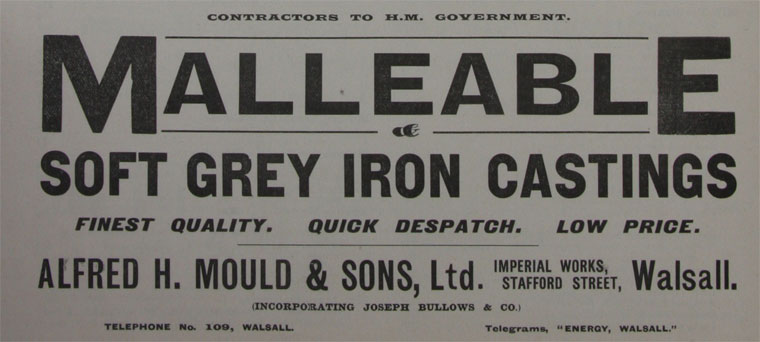 CONTRACTORS TO H.M. GOVERNMENT.
MALLEABLE
&
SOFT GREY IRON CASTINGS
FINEST QUALITY. QUICK DESPATCH. LOW PRICE.
ALFRED H. MOULD & SONS, Ltd. IMPERIAL WORKS, STAFFORD STREET, Walsall.
(INCORPORATING JOSEPH BULLOWS & CO.)
TELEPHONE No. 109, WALSALL. Telegrams, "ENERGY, WALSALL."